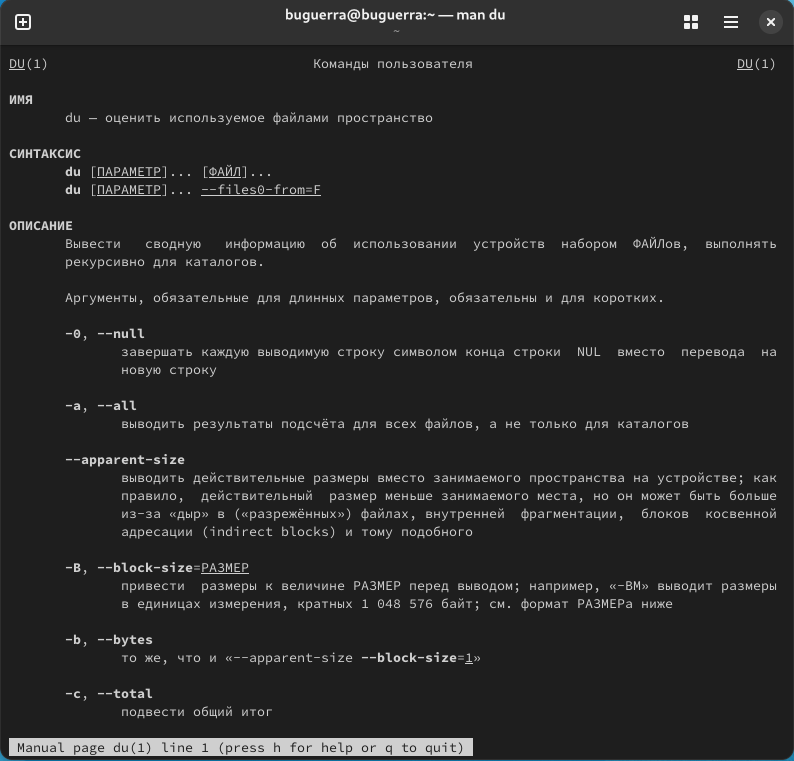 buguerra@buguerra:~ — man du
~
DU(1) Команды пользователя DU(1)
ИМЯ
du — оценить используемое файлами пространство
СИНТАКСИС
du [ПАРАМЕТР]... [ФАЙЛ]...
du [ПАРАМЕТР]... --files0-from=F
ОПИСАНИЕ
Вывести сводную информацию об использовании устройств набором ФАЙЛов, выполнять
рекурсивно для каталогов.
Аргументы, обязательные для длинных параметров, обязательны и для коротких.
-0, --null
завершать каждую выводимую строку символом конца строки NUL вместо перевода на
новую строку
-a, --all
выводить результаты подсчёта для всех файлов, а не только для каталогов
--apparent-size
выводить действительные размеры вместо занимаемого пространства на устройстве; как
правило, действительный размер меньше занимаемого места, но он может быть больше
из-за «дыр» в («разрежённых») файлах, внутренней фрагментации, блоков косвенной
адресации (indirect blocks) и тому подобного
-B, --block-size=РАЗМЕР
привести размеры к величине РАЗМЕР перед выводом; например, «-BM» выводит размеры
в единицах измерения, кратных 1 048 576 байт; см. формат РАЗМЕРа ниже
-b, --bytes
то же, что и «--apparent-size --block-size=1»
-c, --total
подвести общий итог
Manual page du(1) line 1 (press h for help or q to quit)